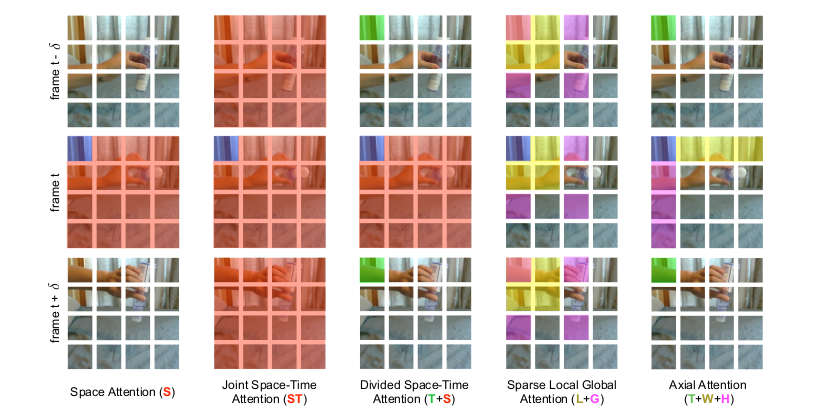 frame t - δ
frame t
frame t + δ
Space Attention (S)
Joint Space-Time
Attention (ST)
Divided Space-Time
Attention (T+S)
Sparse Local Global
Attention (L+G)
Axial Attention
(T+W+H)